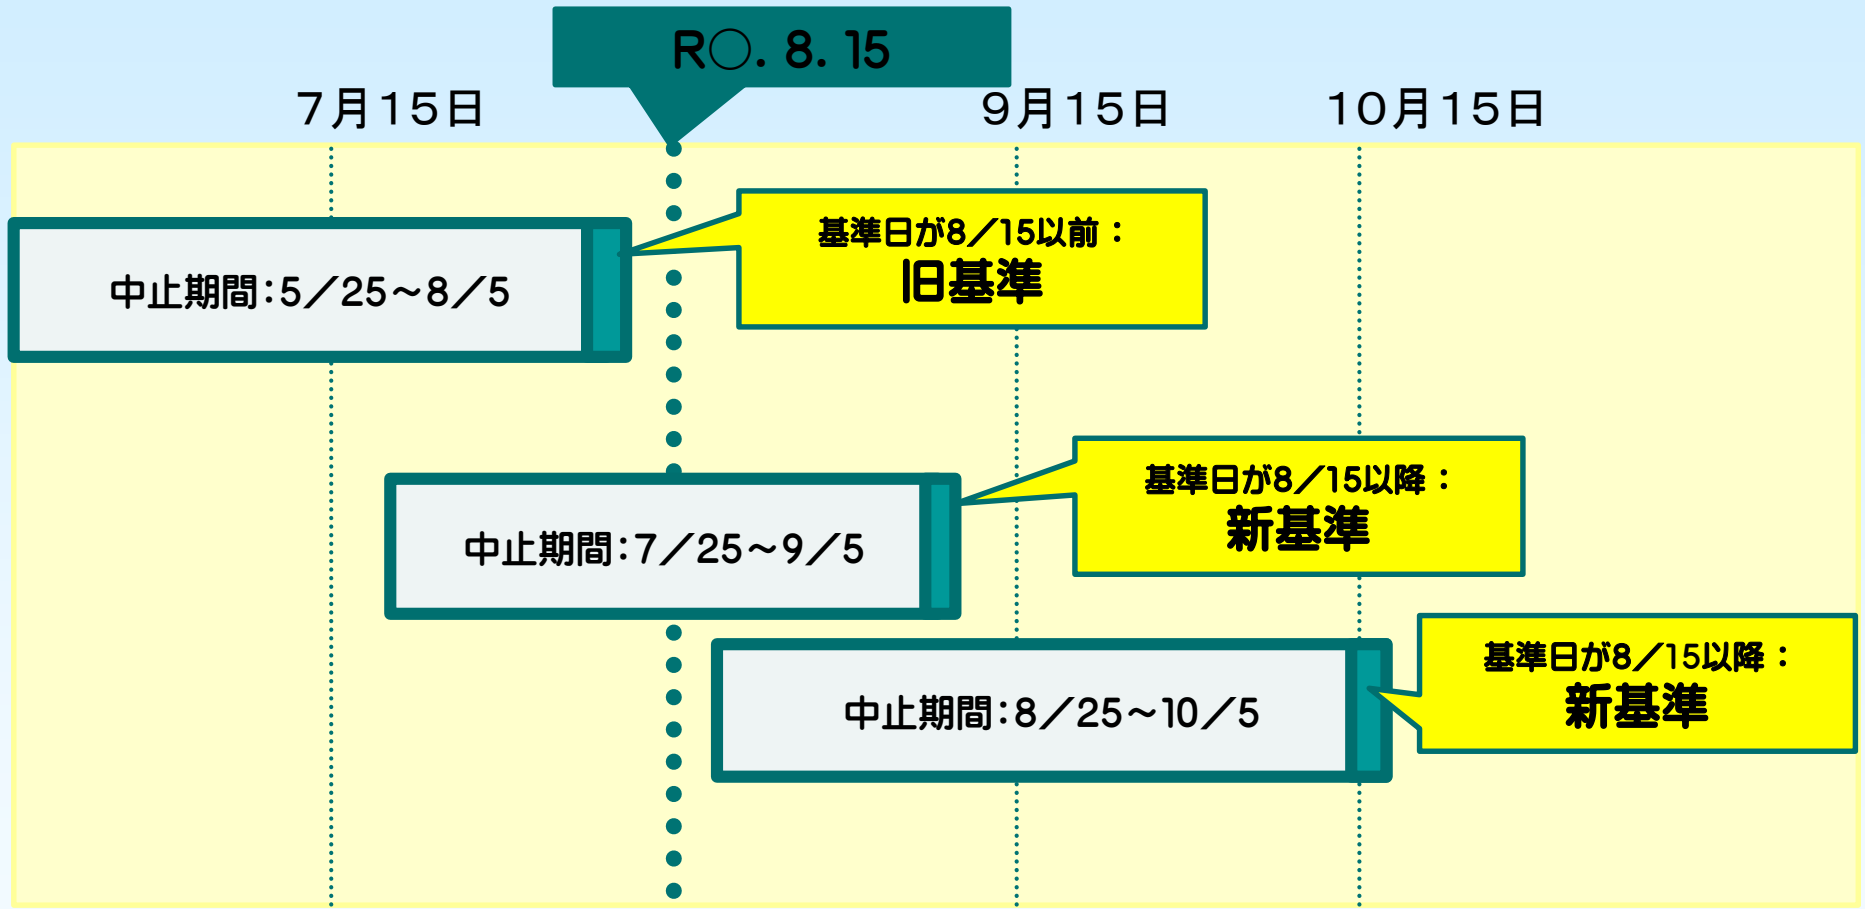 R○. 8. 15
7月15日
9月15日
10月15日
基準日が8／15以前：
旧基準
中止期間：5／25～8／5
基準日が8／15以降：
新基準
中止期間：7／25～9／5
基準日が8／15以降：
新基準
中止期間：8／25～10／5